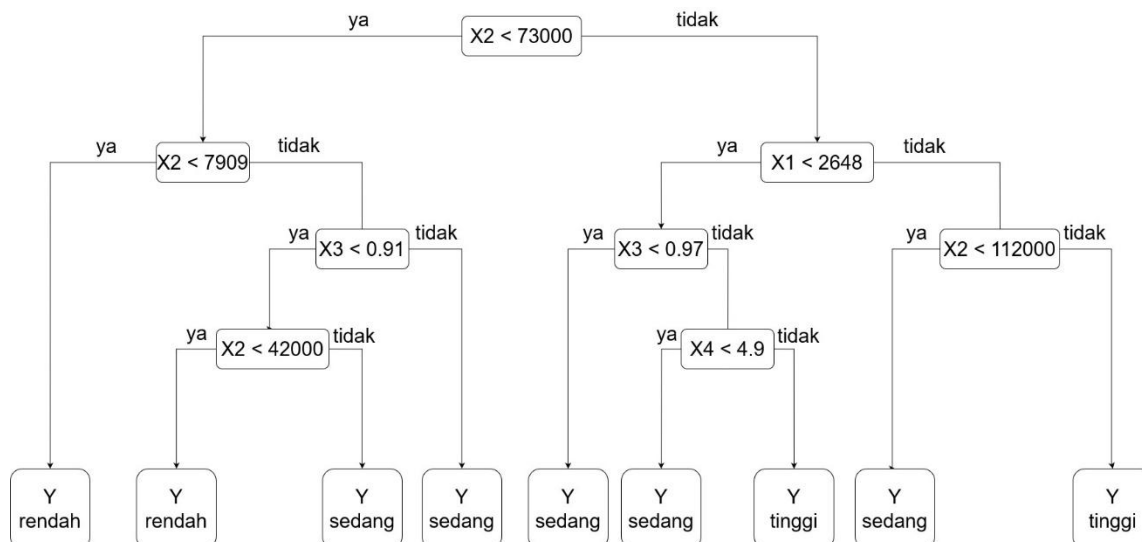 ya
X2 < 73000
tidak
ya
X2 < 7909
tidak
ya
X1 < 2648
tidak
ya
X3 < 0.91
tidak
ya
X3 < 0.97
tidak
ya
X2 < 112000
tidak
ya
X2 < 42000
tidak
ya
X4 < 4.9
tidak
Y
rendah
Y
rendah
Y
sedang
Y
sedang
Y
sedang
Y
sedang
Y
tinggi
Y
sedang
Y
tinggi